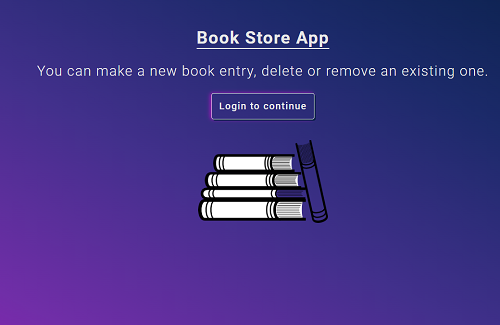 Book Store App
You can make a new book entry, delete or remove an existing one.
Login to continue